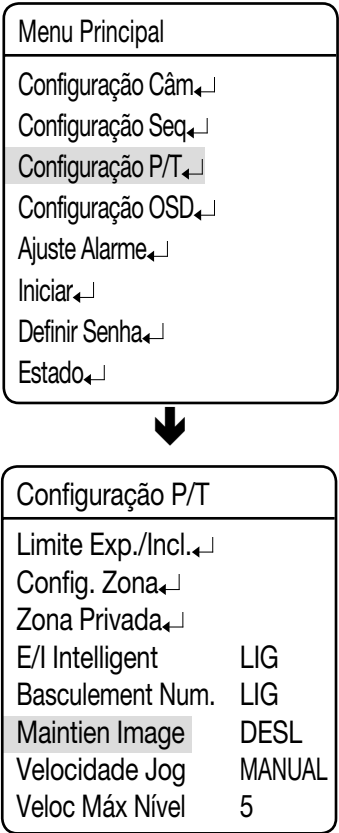 Menu Principal
Configuração Câm↵
Configuração Seq↵
Configuração P/T↵
Configuração OSD↵
Ajuste Alarme↵
Iniciar↵
Definir Senha↵
Estado↵
Configuração P/T
Limite Exp./Incl.↵
Config. Zona↵
Zona Privada↵
E/I Intelligent LIG
Basculement Num. LIG
Maintien Image DESL
Velocidade Jog MANUAL
Veloc Máx Nível 5